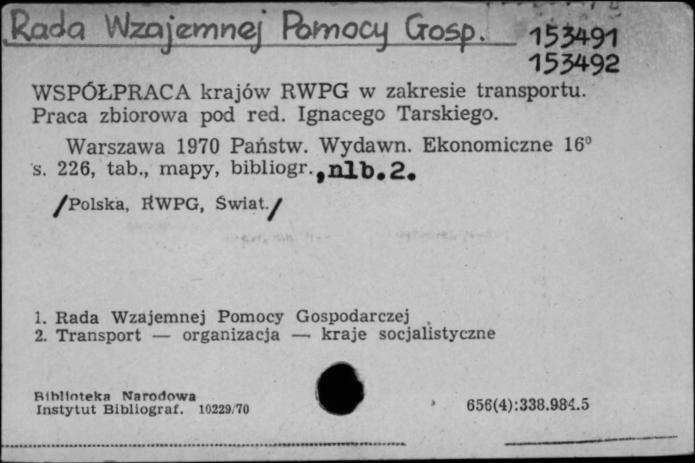 Rada Wzajemnej Pomocy Gosp. 153491
153492
WSPÓŁPRACA krajów RWPG w zakresie transportu.
Praca zbiorowa pod red. Ignacego Tarskiego.
Warszawa 1970 Państw. Wydawn. Ekonomiczne 16⁰
s. 226, tab., mapy, bibliogr., nlb.2.
/Polska, RWPG, Świat./
1. Rada Wzajemnej Pomocy Gospodarczej
2. Transport — organizacja — kraje socjalistyczne
Biblioteka Narodowa
Instytut Bibliograf. 10229/70
656(4):338.984.5